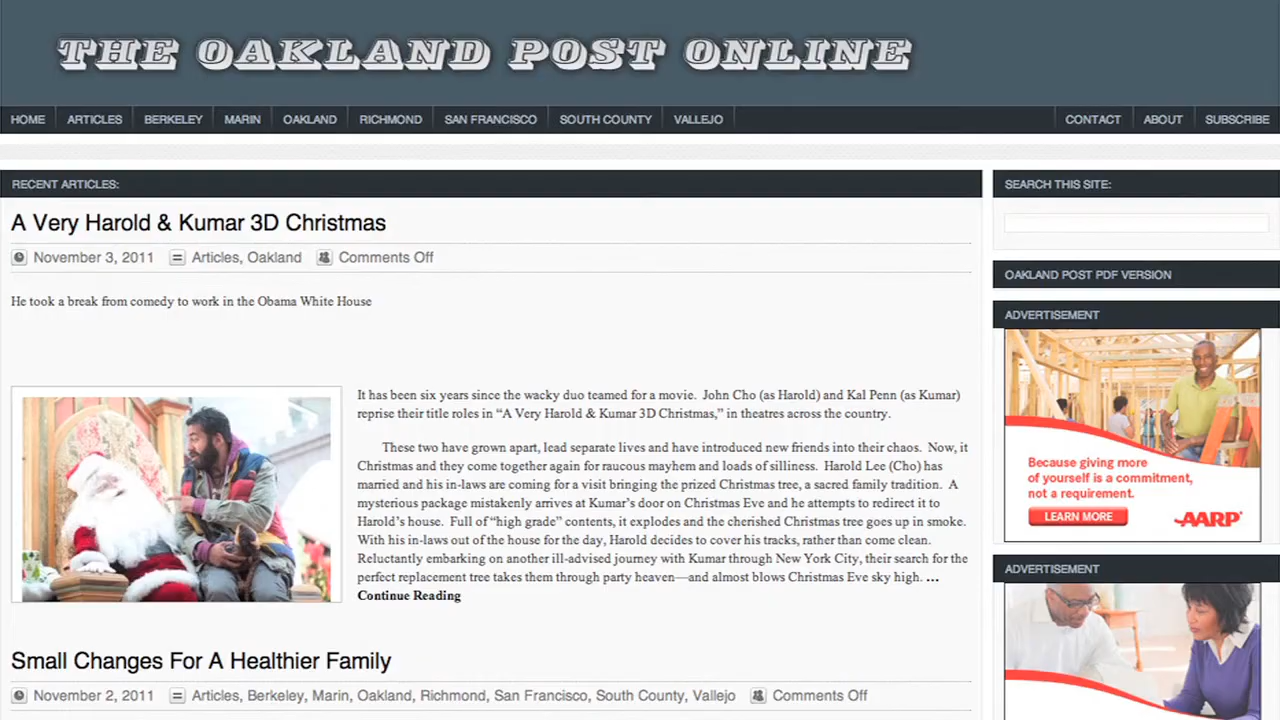 THE OAKLAND POST ONLINE
HOME ARTICLES BERKELEY MARIN OAKLAND RICHMOND SAN FRANCISCO SOUTH COUNTY VALLEJO CONTACT ABOUT SUBSCRIBE
RECENT ARTICLES:
A Very Harold & Kumar 3D Christmas
November 3, 2011 Articles, Oakland Comments Off
He took a break from comedy to work in the Obama White House
It has been six years since the wacky duo teamed for a movie. John Cho (as Harold) and Kal Penn (as Kumar)
reprise their title roles in “A Very Harold & Kumar 3D Christmas,” in theatres across the country.
These two have grown apart, lead separate lives and have introduced new friends into their chaos. Now, it
Christmas and they come together again for raucous mayhem and loads of silliness. Harold Lee (Cho) has
married and his in-laws are coming for a visit bringing the prized Christmas tree, a sacred family tradition. A
mysterious package mistakenly arrives at Kumar’s door on Christmas Eve and he attempts to redirect it to
Harold’s house. Full of “high grade” contents, it explodes and the cherished Christmas tree goes up in smoke.
With his in-laws out of the house for the day, Harold decides to cover his tracks, rather than come clean.
Reluctantly embarking on another ill-advised journey with Kumar through New York City, their search for the
perfect replacement tree takes them through party heaven—and almost blows Christmas Eve sky high. ...
Continue Reading
Small Changes For A Healthier Family
November 2, 2011 Articles, Berkeley, Marin, Oakland, Richmond, San Francisco, South County, Vallejo Comments Off
SEARCH THIS SITE:
OAKLAND POST PDF VERSION
ADVERTISEMENT
Because giving more
of yourself is a commitment,
not a requirement.
LEARN MORE AARP
ADVERTISEMENT